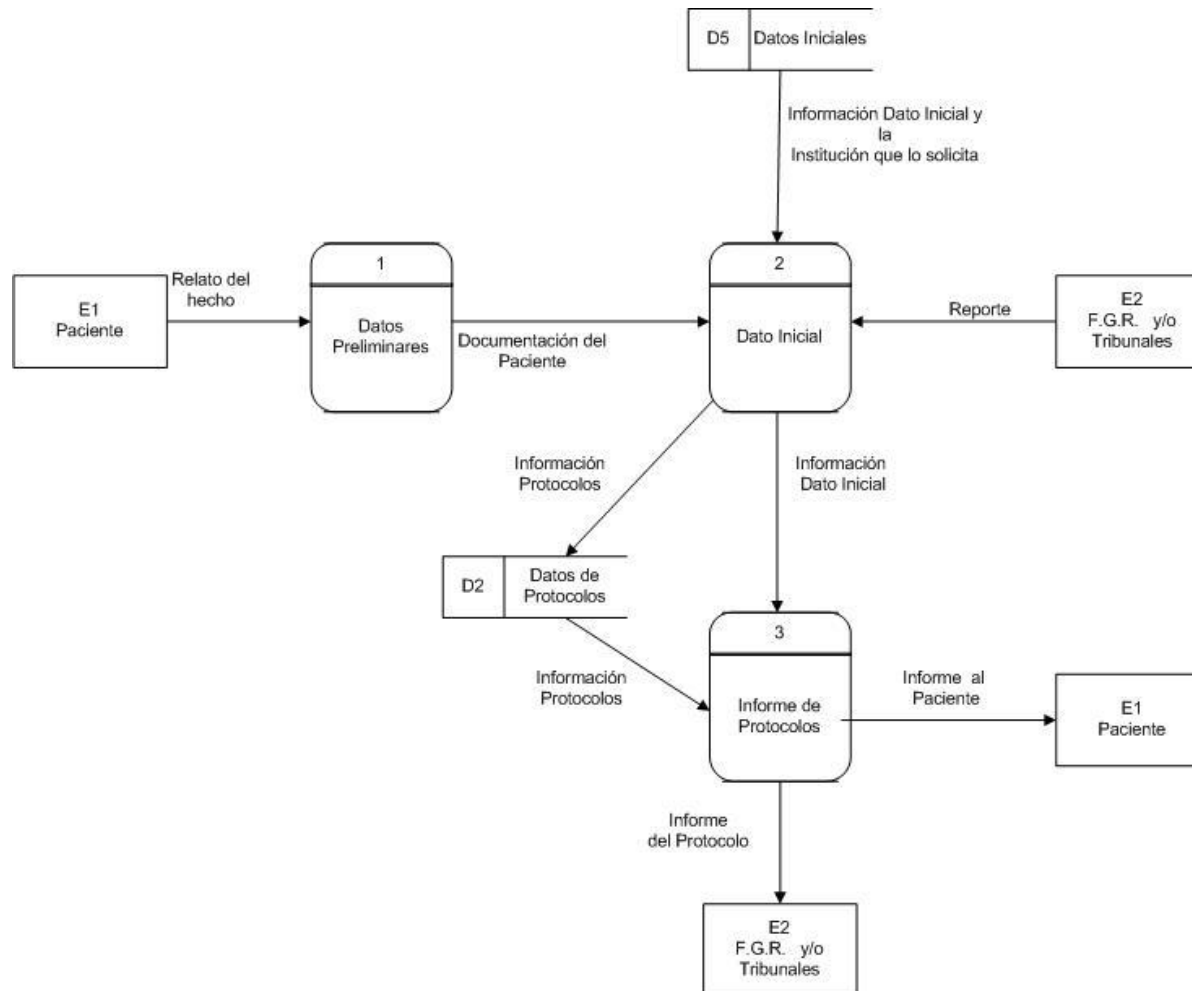 D5
Datos Iniciales
Información Dato Inicial y
la
Institución que lo solicita
E1
Paciente
Relato del
hecho
1
Datos
Preliminares
Documentación del
Paciente
2
Dato Inicial
Reporte
E2
F.G.R. y/o
Tribunales
Información
Protocolos
Información
Dato Inicial
D2
Datos de
Protocolos
Información
Protocolos
3
Informe de
Protocolos
Informe al
Paciente
E1
Paciente
Informe
del Protocolo
E2
F.G.R. y/o
Tribunales